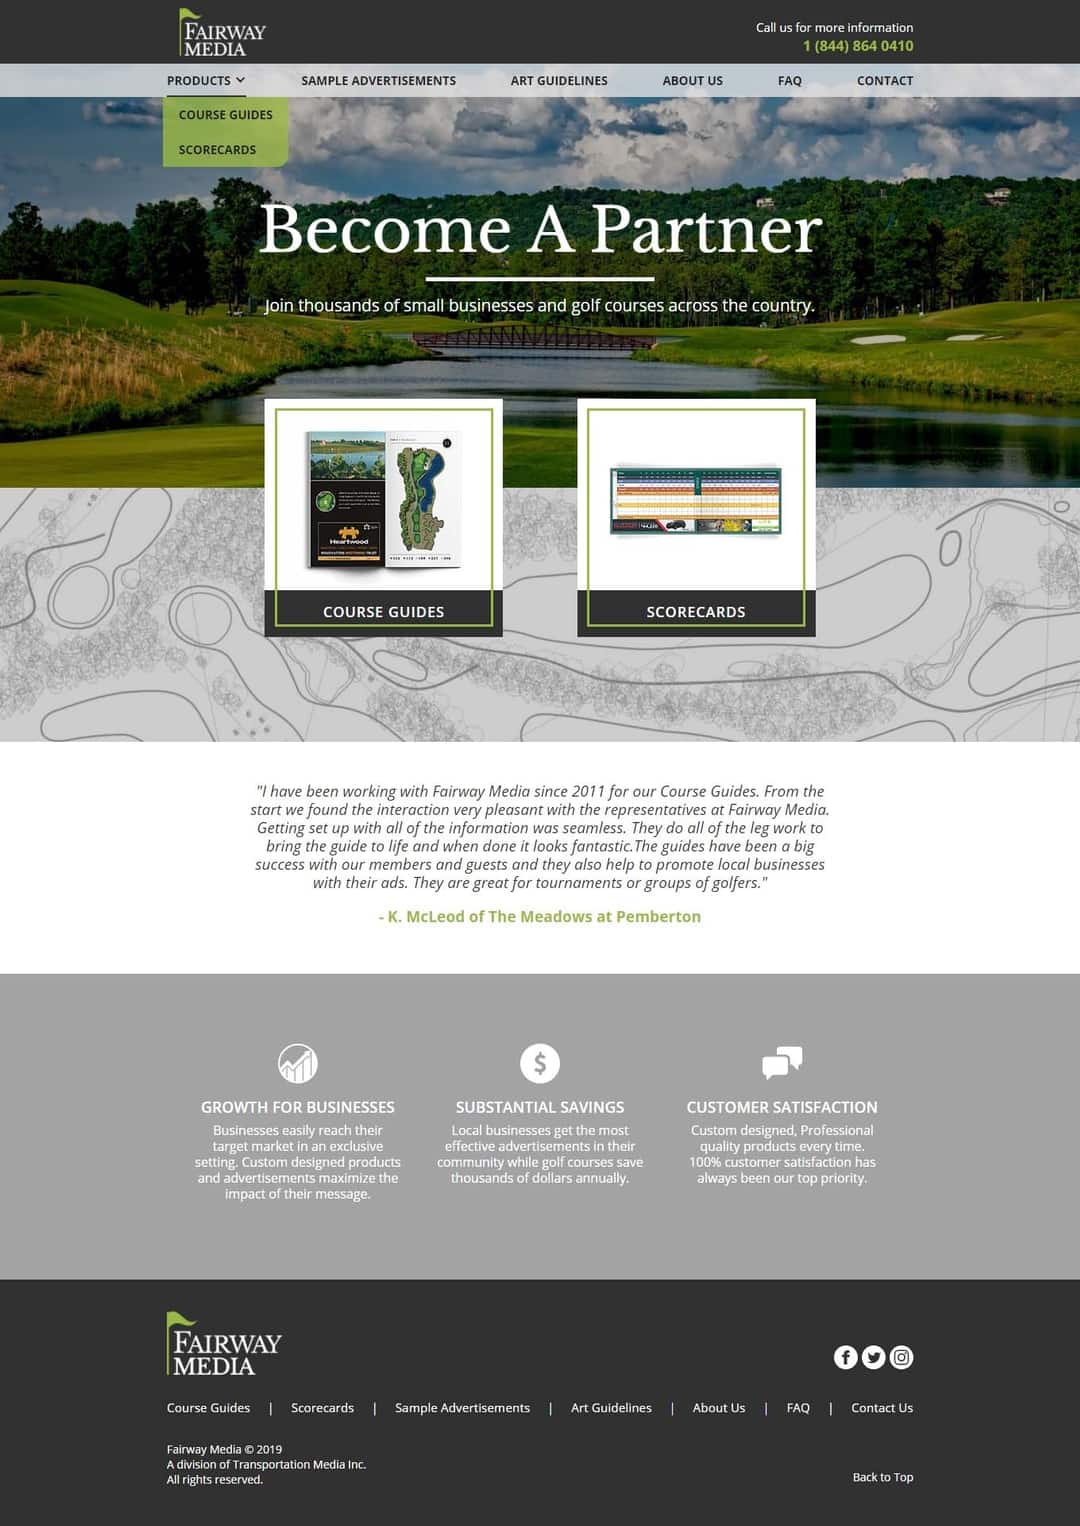 FAIRWAY
MEDIA
Call us for more information
1 (844) 864 0410
PRODUCTS
SAMPLE ADVERTISEMENTS
ART GUIDELINES
ABOUT US
FAQ
CONTACT
COURSE GUIDES
SCORECARDS
Become A Partner
Join thousands of small businesses and golf courses across the country.
Heartwood
COURSE GUIDES
SCORECARDS
"I have been working with Fairway Media since 2011 for our Course Guides. From the
start we found the interaction very pleasant with the representatives at Fairway Media.
Getting set up with all of the information was seamless. They do all of the leg work to
bring the guide to life and when done it looks fantastic.The guides have been a big
success with our members and guests and they also help to promote local businesses
with their ads. They are great for tournaments or groups of golfers."
- K. McLeod of The Meadows at Pemberton
GROWTH FOR BUSINESSES
Businesses easily reach their
target market in an exclusive
setting. Custom designed products
and advertisements maximize the
impact of their message.
$
SUBSTANTIAL SAVINGS
Local businesses get the most
effective advertisements in their
community while golf courses save
thousands of dollars annually.
CUSTOMER SATISFACTION
Custom designed, Professional
quality products every time.
100% customer satisfaction has
always been our top priority.
FAIRWAY
MEDIA
Course Guides | Scorecards | Sample Advertisements | Art Guidelines | About Us | FAQ | Contact Us
Fairway Media © 2019
A division of Transportation Media Inc.
All rights reserved.
Back to Top